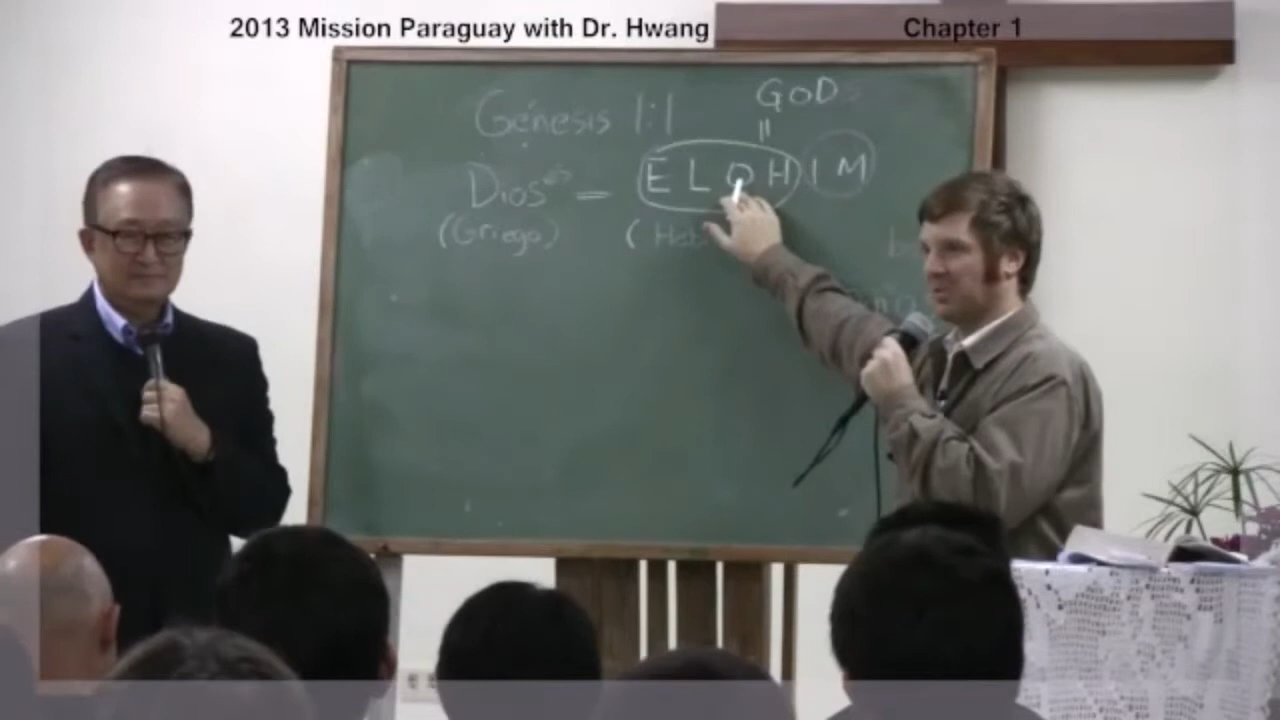 2013 Mission Paraguay with Dr. Hwang Chapter 1
GOD
Génesis 1:1
=
Dios = ELOHIM
(Griego) (